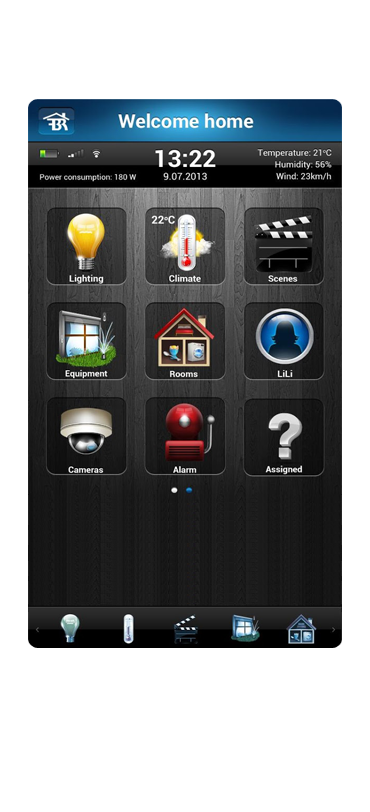 Welcome home
13:22
9.07.2013
Power consumption: 180 W
Temperature: 21°C
Humidity: 56%
Wind: 23km/h
22°C
Lighting
Climate
Scenes
Equipment
Rooms
LiLi
Cameras
Alarm
Assigned